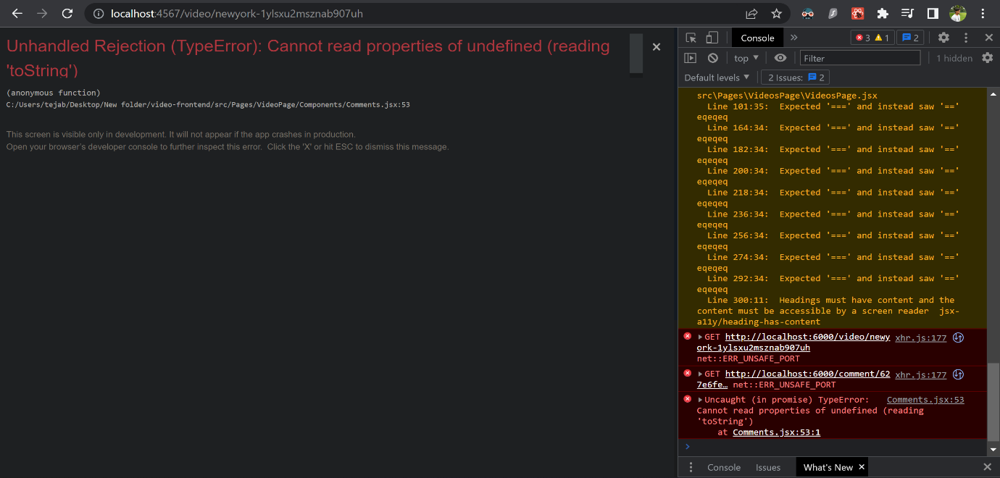 localhost:4567/video/newyork-1ylsxu2msznab907uh
Unhandled Rejection (TypeError): Cannot read properties of undefined (reading
'toString')
(anonymous function)
C:/Users/tejab/Desktop/New folder/video-frontend/src/Pages/VideoPage/Components/Comments.jsx:53
This screen is visible only in development. It will not appear if the app crashes in production.
Open your browser's developer console to further inspect this error.  Click the 'X' or hit ESC to dismiss this message.
Console
3 1 2
top
Filter
1 hidden
Default levels
2 Issues: 2
src\Pages\VideosPage\VideosPage.jsx
Line 101:35:  Expected '===' and instead saw '=='
eqeqeq
Line 164:34:  Expected '===' and instead saw '=='
eqeqeq
Line 182:34:  Expected '===' and instead saw '=='
eqeqeq
Line 200:34:  Expected '===' and instead saw '=='
eqeqeq
Line 218:34:  Expected '===' and instead saw '=='
eqeqeq
Line 236:34:  Expected '===' and instead saw '=='
eqeqeq
Line 256:34:  Expected '===' and instead saw '=='
eqeqeq
Line 274:34:  Expected '===' and instead saw '=='
eqeqeq
Line 292:34:  Expected '===' and instead saw '=='
eqeqeq
Line 300:11:  Headings must have content and the
content must be accessible by a screen reader  jsx-
a11y/heading-has-content
GET http://localhost:6000/video/newy xhr.js:177
ork-1ylsxu2msznab907uh
net::ERR_UNSAFE_PORT
GET http://localhost:6000/comment/62 xhr.js:177
7e6fe… net::ERR_UNSAFE_PORT
Uncaught (in promise) TypeError: Comments.jsx:53
Cannot read properties of undefined (reading
'toString')
at Comments.jsx:53:1
Console Issues What's New